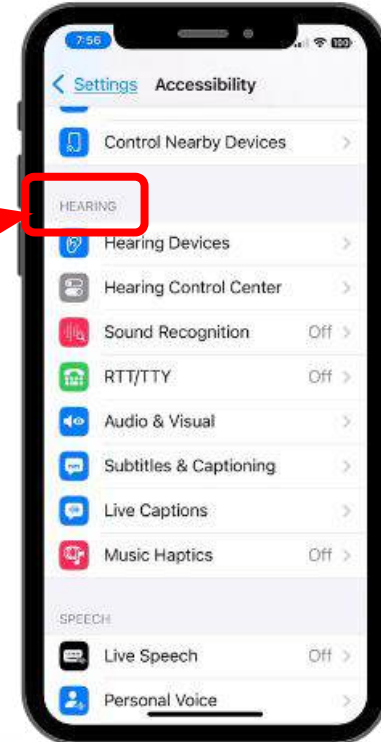 7:56 100
Settings Accessibility
Control Nearby Devices
HEARING
Hearing Devices
Hearing Control Center
Sound Recognition Off
RTT/TTY Off
Audio & Visual
Subtitles & Captioning
Live Captions
Music Haptics Off
SPEECH
Live Speech Off
Personal Voice